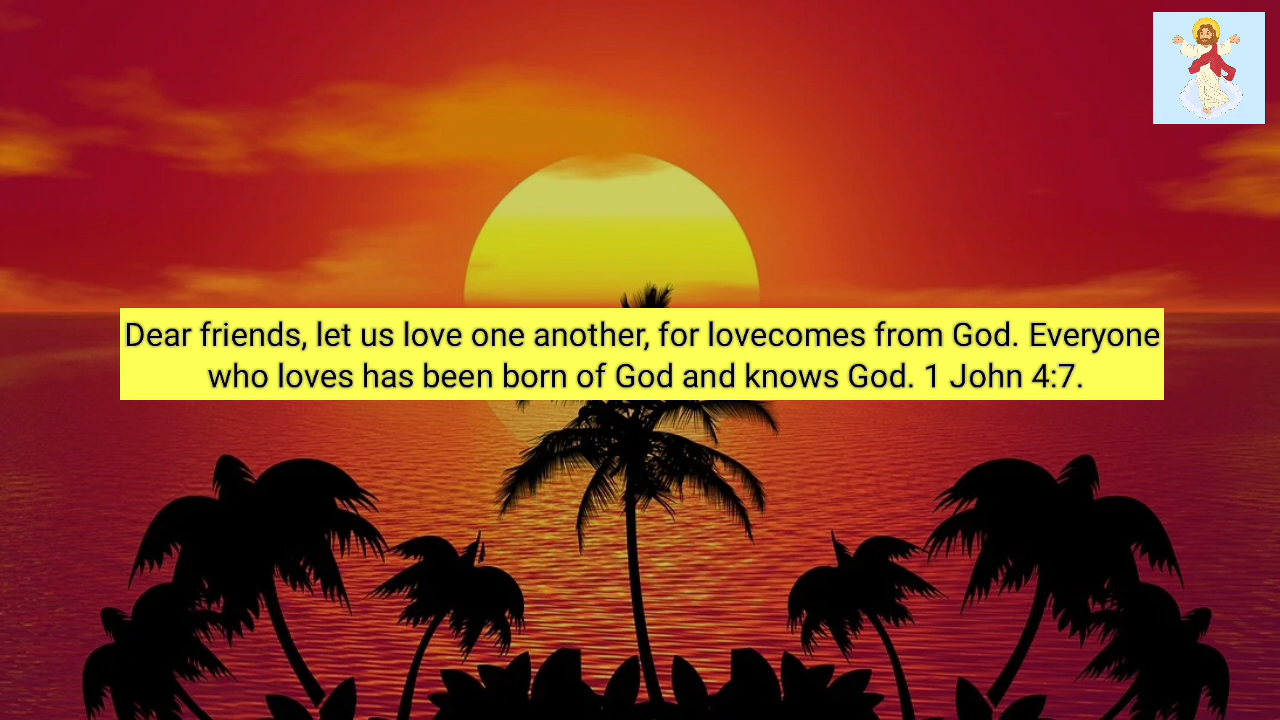 Dear friends, let us love one another, for lovecomes from God. Everyone
who loves has been born of God and knows God. 1 John 4:7.